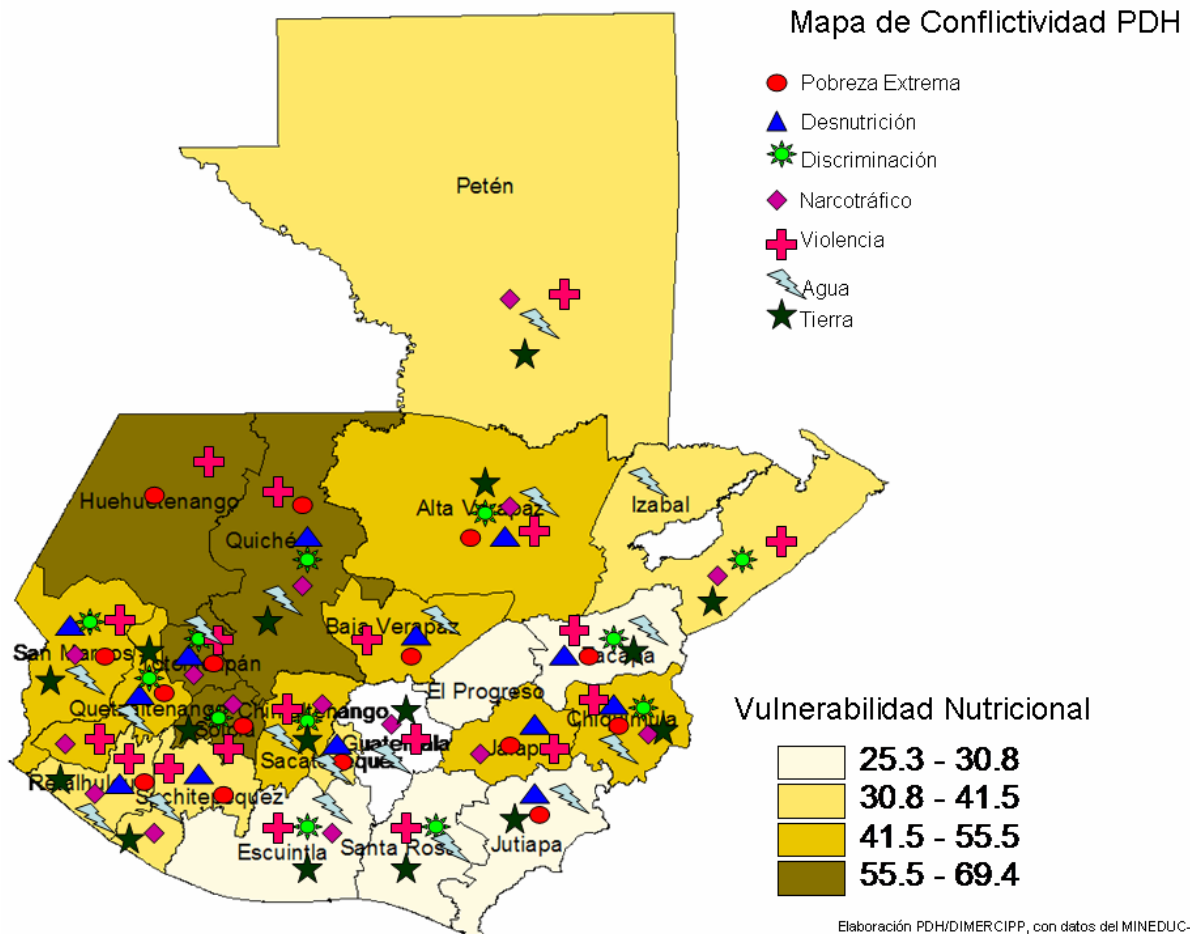 Mapa de Conflictividad PDH
Pobreza Extrema
Desnutrición
Discriminación
Narcotráfico
Violencia
Agua
Tierra
Petén
Huehuetenango
Quiché
Alta Verapaz
Izabal
Baja Verapaz
San Marcos
Zacapa
El Progreso
Quetzaltenango
Chiquimula
Guatemala
Jalapa
Retalhuleu
Suchitepéquez
Escuintla
Santa Rosa
Jutiapa
Vulnerabilidad Nutricional
25.3 - 30.8
30.8 - 41.5
41.5 - 55.5
55.5 - 69.4
Elaboración PDH/DIMERCIPP, con datos del MINEDUC-